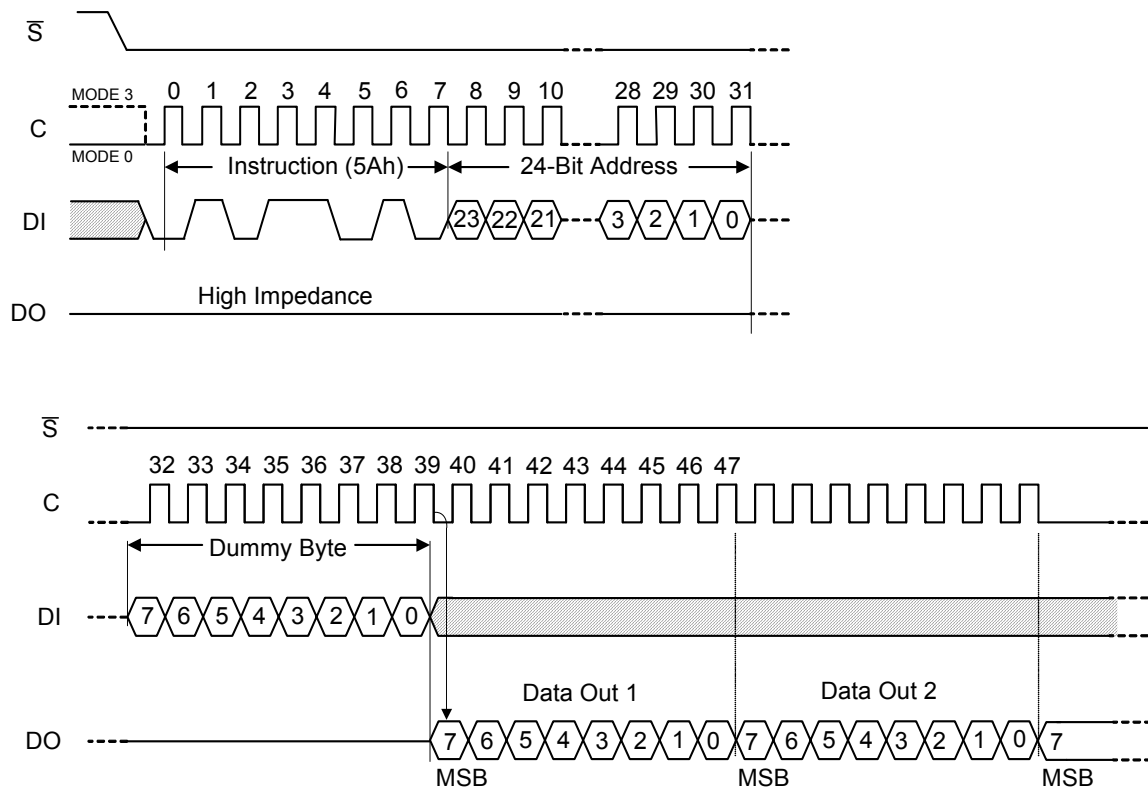 S
MODE 3
0 1 2 3 4 5 6 7 8 9 10 28 29 30 31
C
MODE 0
Instruction (5Ah) 24-Bit Address
DI 23 22 21 3 2 1 0
High Impedance
DO
S
32 33 34 35 36 37 38 39 40 41 42 43 44 45 46 47
C
Dummy Byte
DI 7 6 5 4 3 2 1 0
Data Out 1 Data Out 2
DO 7 6 5 4 3 2 1 0 7 6 5 4 3 2 1 0 7
MSB MSB MSB